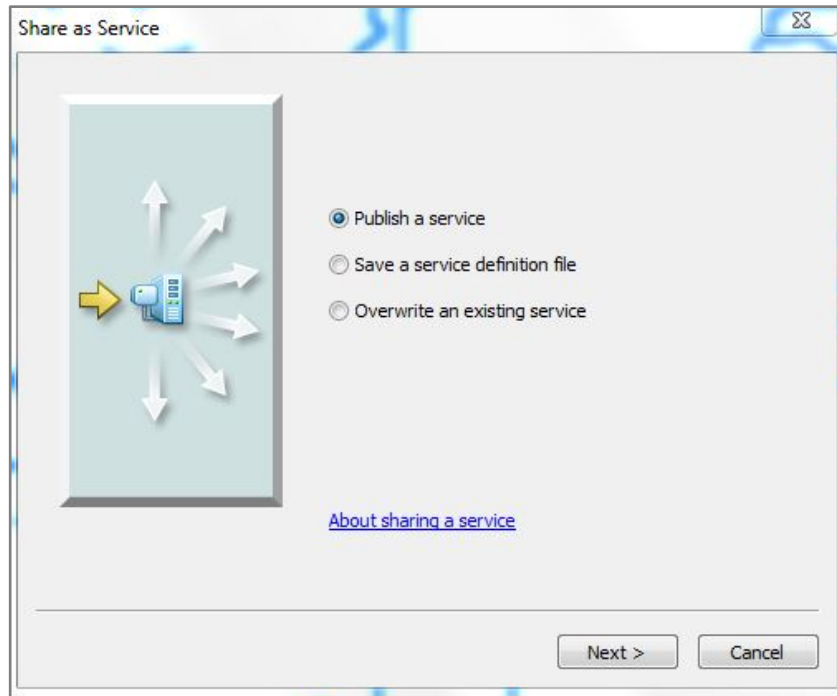 Share as Service
Publish a service
Save a service definition file
Overwrite an existing service
About sharing a service
Next >
Cancel